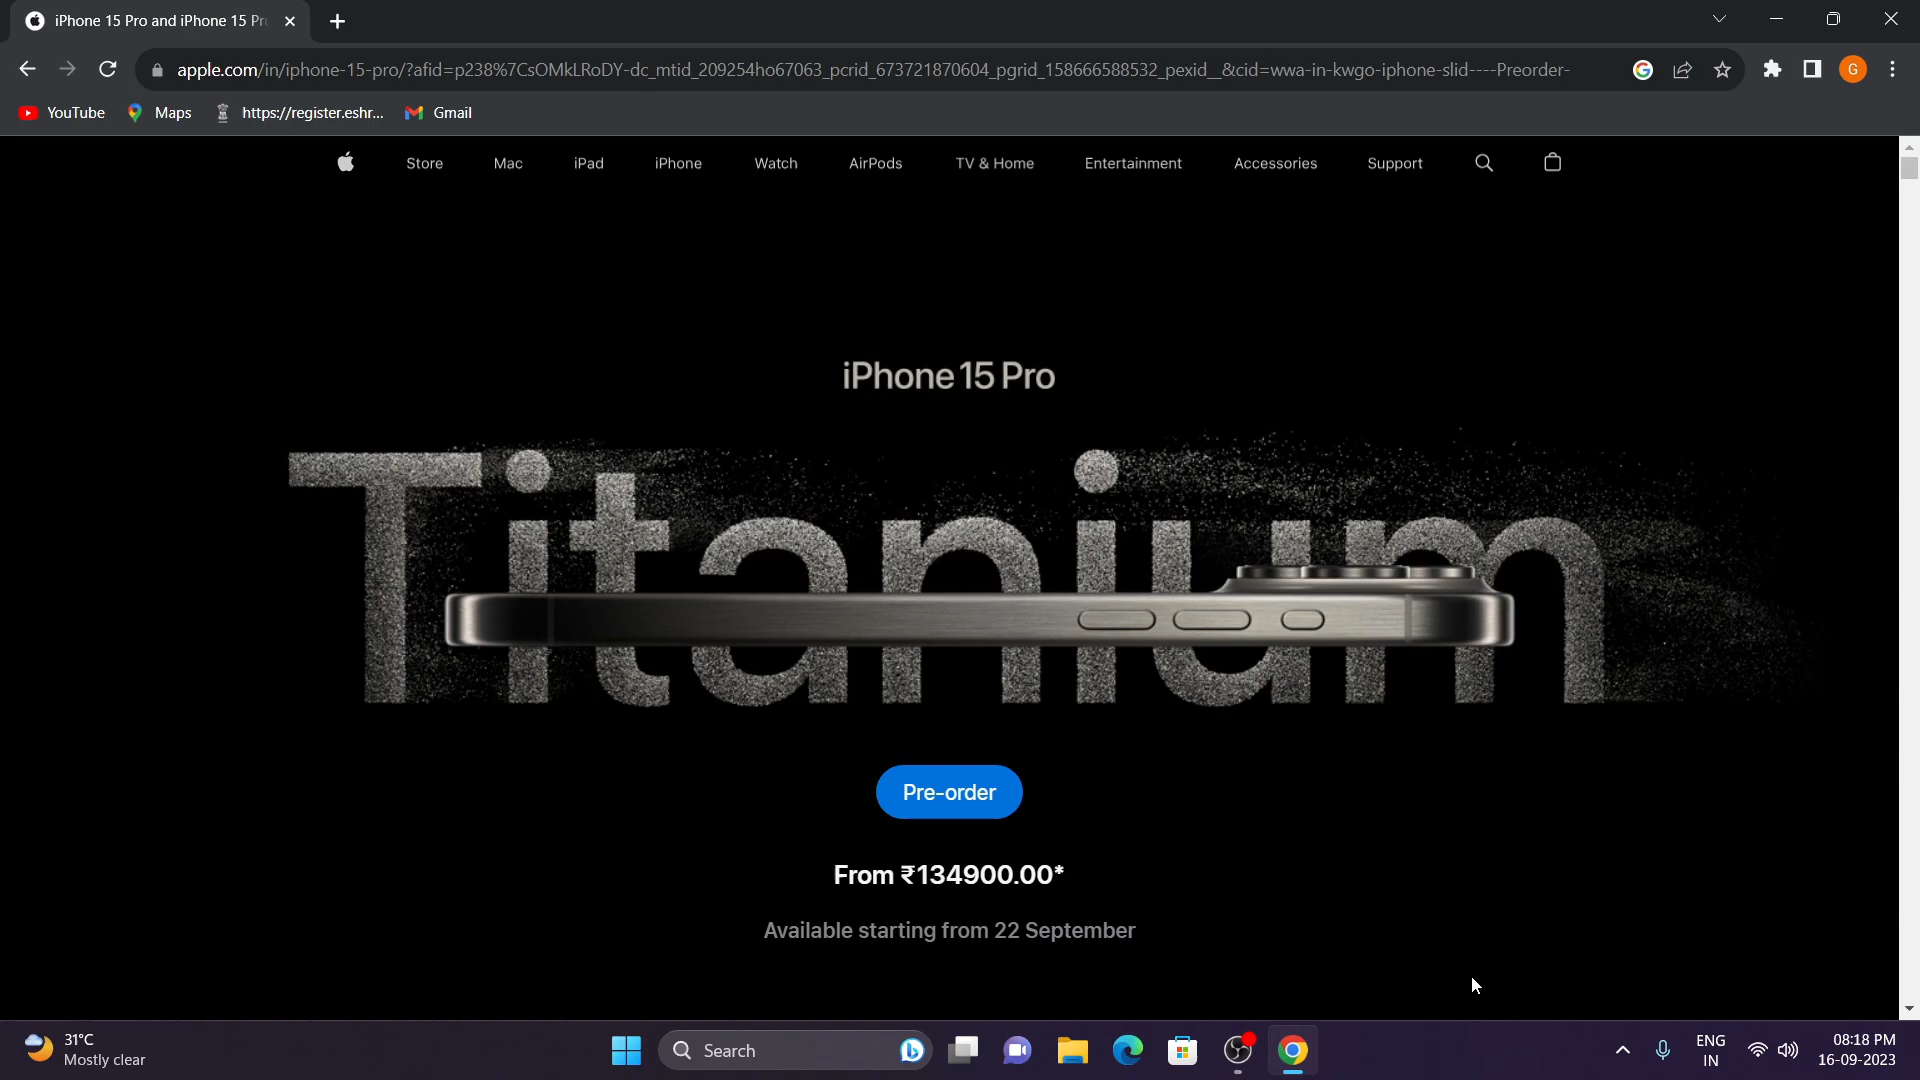 iPhone 15 Pro and iPhone 15 Pr
apple.com/in/iphone-15-pro/?afid=p238%7CsOMkLRoDY-dc_mtid_209254ho67063_pcrid_673721870604_pgrid_158666588532_pexid__&cid=wwa-in-kwgo-iphone-slid----Preorder-
G
YouTube Maps https://register.eshr... Gmail
Store Mac iPad iPhone Watch AirPods TV & Home Entertainment Accessories Support
iPhone 15 Pro
Titanium
Pre-order
From ₹134900.00*
Available starting from 22 September
31°C
Mostly clear
Search
ENG
IN
08:18 PM
16-09-2023